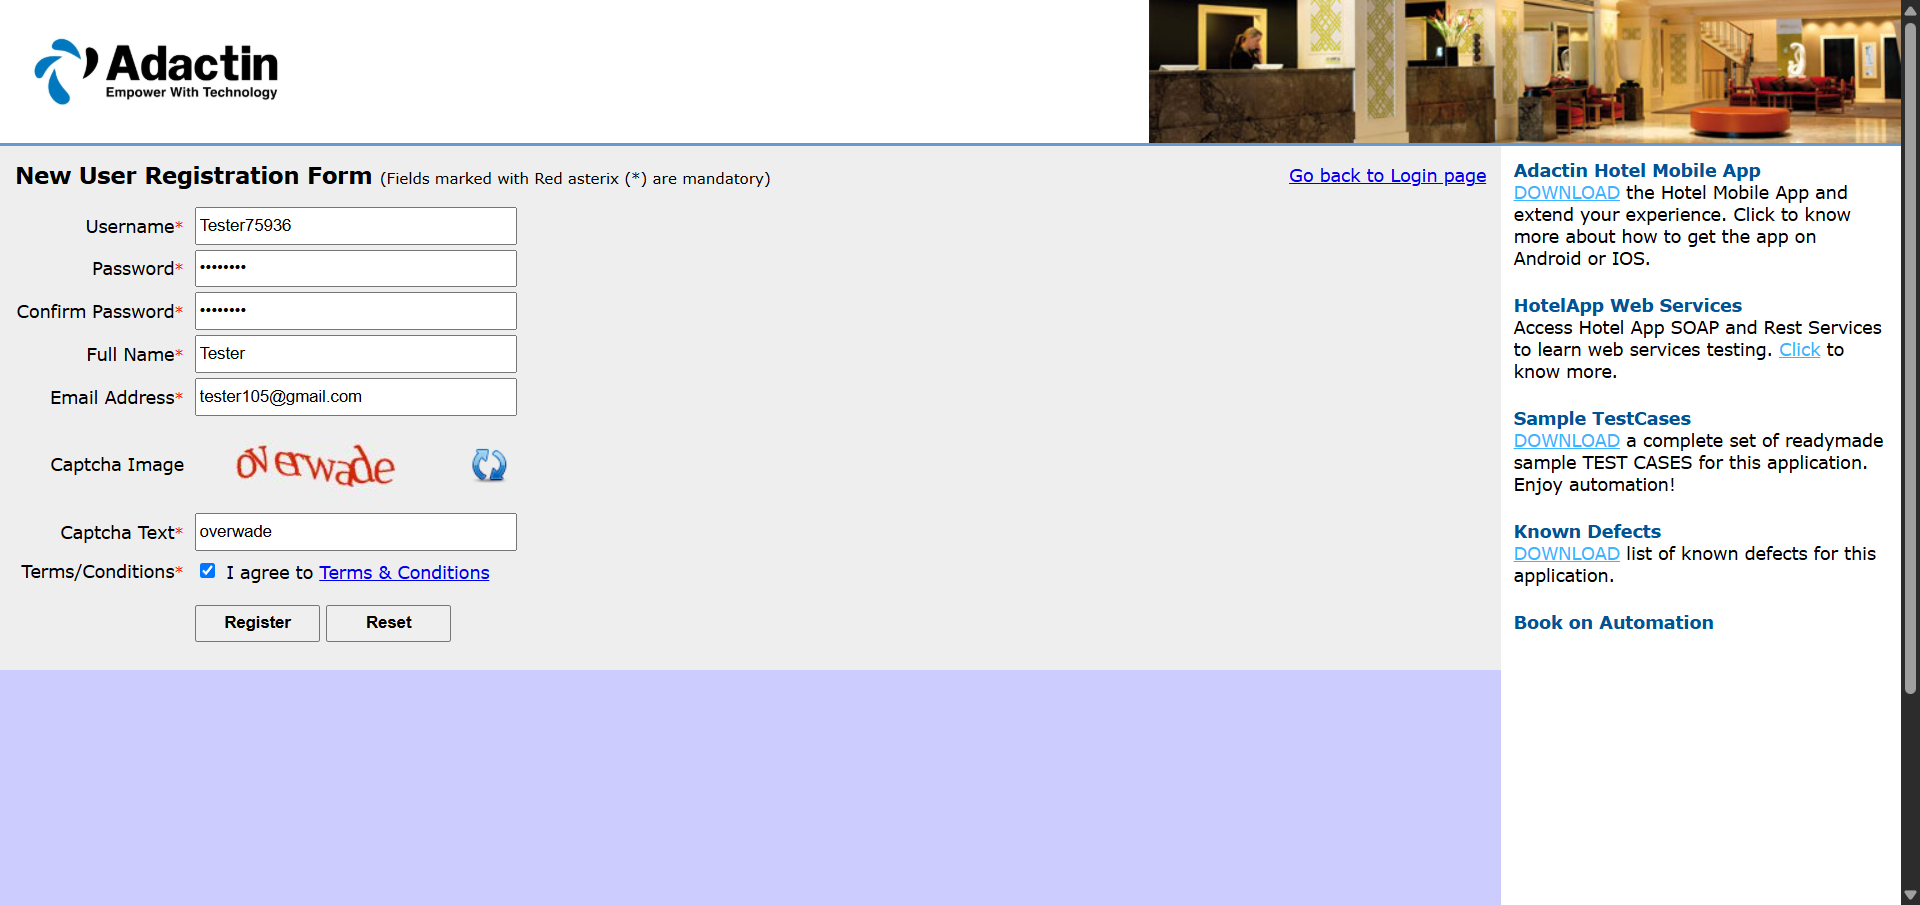 Adactin
Empower With Technology
New User Registration Form (Fields marked with Red asterix (*) are mandatory)
Go back to Login page
Username*
Tester75936
Password*
••••••••
Confirm Password*
••••••••
Full Name*
Tester
Email Address*
tester105@gmail.com
Captcha Image
overwade
Captcha Text*
overwade
Terms/Conditions*
I agree to Terms & Conditions
Register
Reset
Adactin Hotel Mobile App
DOWNLOAD the Hotel Mobile App and
extend your experience. Click to know
more about how to get the app on
Android or IOS.
HotelApp Web Services
Access Hotel App SOAP and Rest Services
to learn web services testing. Click to
know more.
Sample TestCases
DOWNLOAD a complete set of readymade
sample TEST CASES for this application.
Enjoy automation!
Known Defects
DOWNLOAD list of known defects for this
application.
Book on Automation